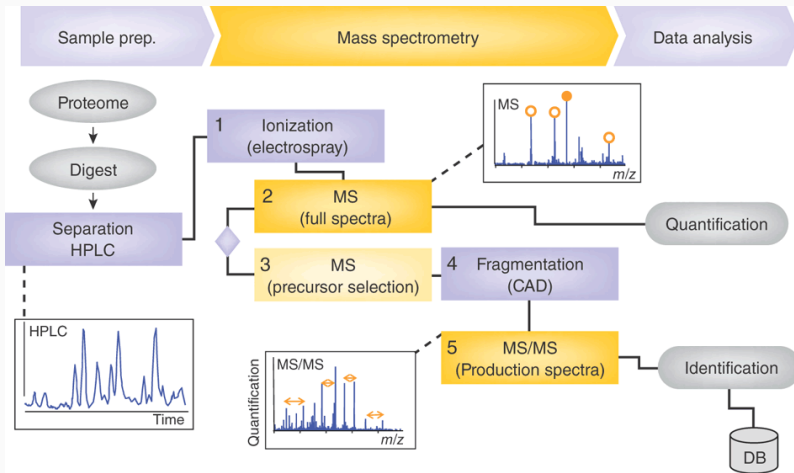 Sample prep.
Mass spectrometry
Data analysis
Proteome
Digest
Separation
HPLC
1
Ionization
(electrospray)
MS
m/z
2
MS
(full spectra)
Quantification
3
MS
(precursor selection)
4
Fragmentation
(CAD)
HPLC
Time
5
MS/MS
(Production spectra)
Quantification
MS/MS
m/z
Identification
DB